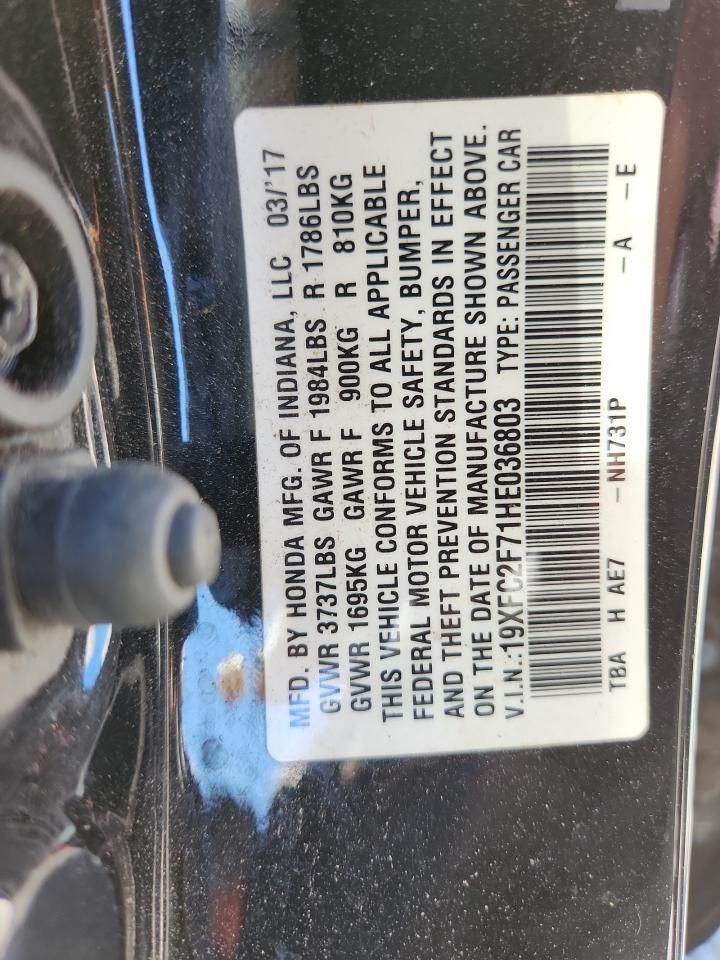 MFD. BY HONDA MFG. OF INDIANA, LLC 03/'17
GVWR 3737LBS GAWR F 1984LBS R 1786LBS
GVWR 1695KG GAWR F 900KG R 810KG
THIS VEHICLE CONFORMS TO ALL APPLICABLE
FEDERAL MOTOR VEHICLE SAFETY, BUMPER,
AND THEFT PREVENTION STANDARDS IN EFFECT
ON THE DATE OF MANUFACTURE SHOWN ABOVE.
V.I.N.:19XFC2F71HE036803 TYPE: PASSENGER CAR
TBA H AE7 –NH731P –A –E